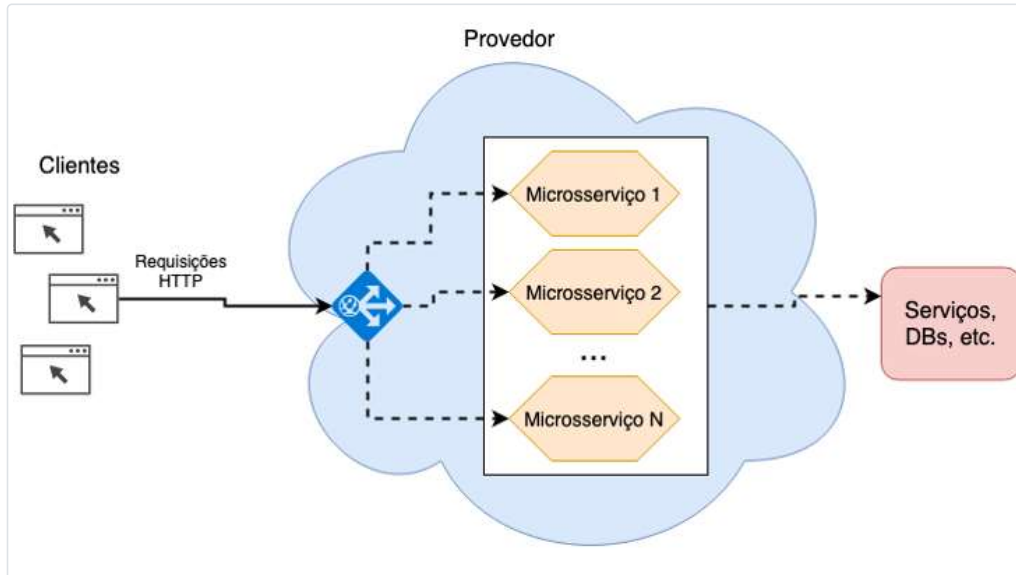 Provedor
Clientes
Requisições
HTTP
Microsserviço 1
Microsserviço 2
...
Microsserviço N
Serviços,
DBs, etc.